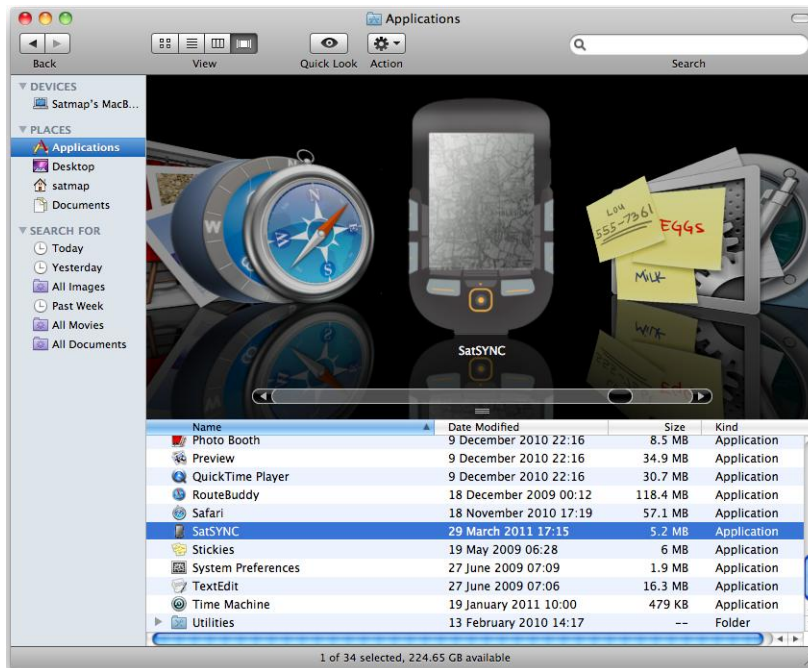 Applications
Back
View
Quick Look
Action
Search
DEVICES
Satmap's MacB...
PLACES
Applications
Desktop
satmap
Documents
SEARCH FOR
Today
Yesterday
All Images
Past Week
All Movies
All Documents
N
W
S
LOU
555-7361
EGGS
MILK
SatSYNC
Name Date Modified Size Kind
Photo Booth 9 December 2010 22:16 8.5 MB Application
Preview 9 December 2010 22:16 34.9 MB Application
QuickTime Player 9 December 2010 22:16 30.7 MB Application
RouteBuddy 18 December 2009 00:12 118.4 MB Application
Safari 18 November 2010 17:19 57.1 MB Application
SatSYNC 29 March 2011 17:15 5.2 MB Application
Stickies 19 May 2009 06:28 6 MB Application
System Preferences 27 June 2009 07:09 1.9 MB Application
TextEdit 27 June 2009 07:06 16.3 MB Application
Time Machine 19 January 2011 10:00 479 KB Application
Utilities 13 February 2010 14:17 -- Folder
1 of 34 selected, 224.65 GB available